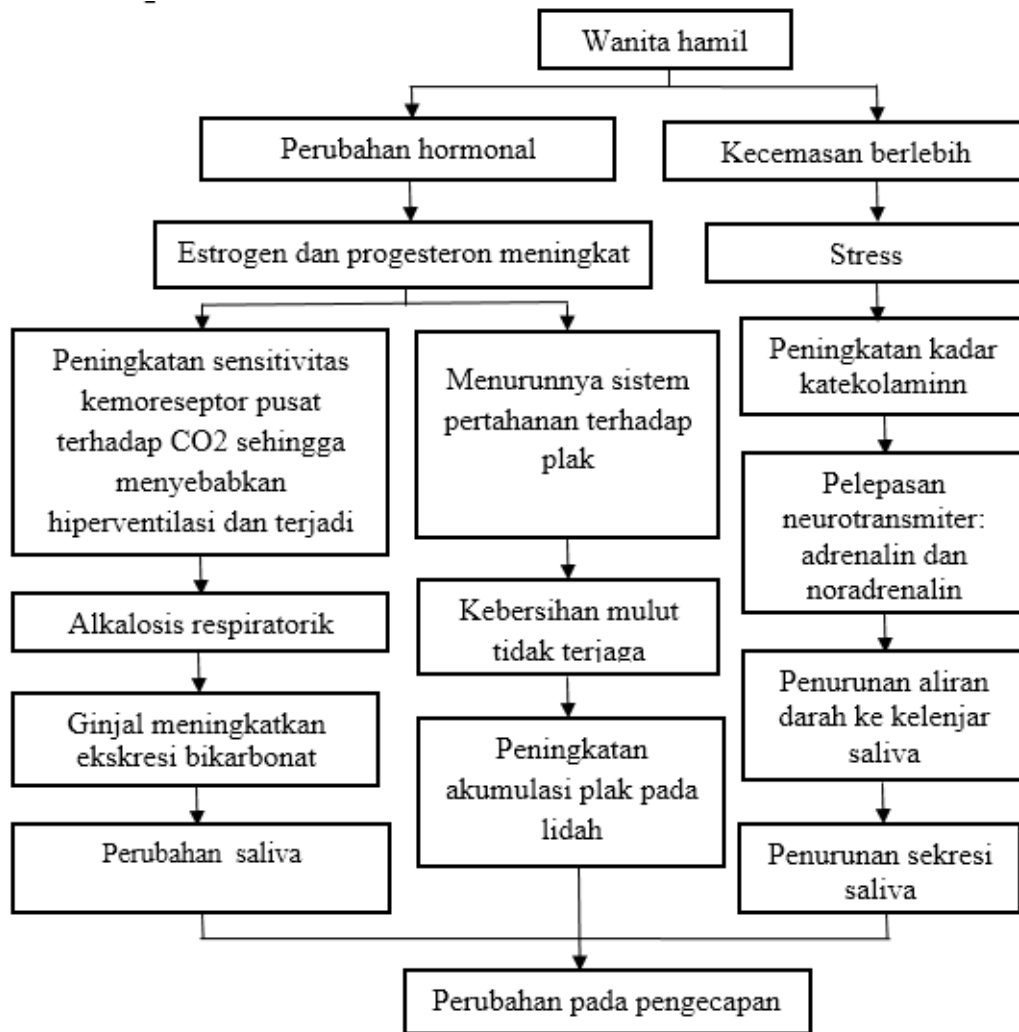 Wanita hamil
Perubahan hormonal
Kecemasan berlebih
Estrogen dan progesteron meningkat
Stress
Peningkatan sensitivitas
kemoreseptor pusat
terhadap CO2 sehingga
menyebabkan
hiperventilasi dan terjadi
Menurunnya sistem
pertahanan terhadap
plak
Peningkatan kadar
katekolaminn
Pelepasan
neurotransmiter:
adrenalin dan
noradrenalin
Alkalosis respiratorik
Kebersihan mulut
tidak terjaga
Ginjal meningkatkan
ekskresi bikarbonat
Peningkatan
akumulasi plak pada
lidah
Penurunan aliran
darah ke kelenjar
saliva
Perubahan saliva
Penurunan sekresi
saliva
Perubahan pada pengecapan